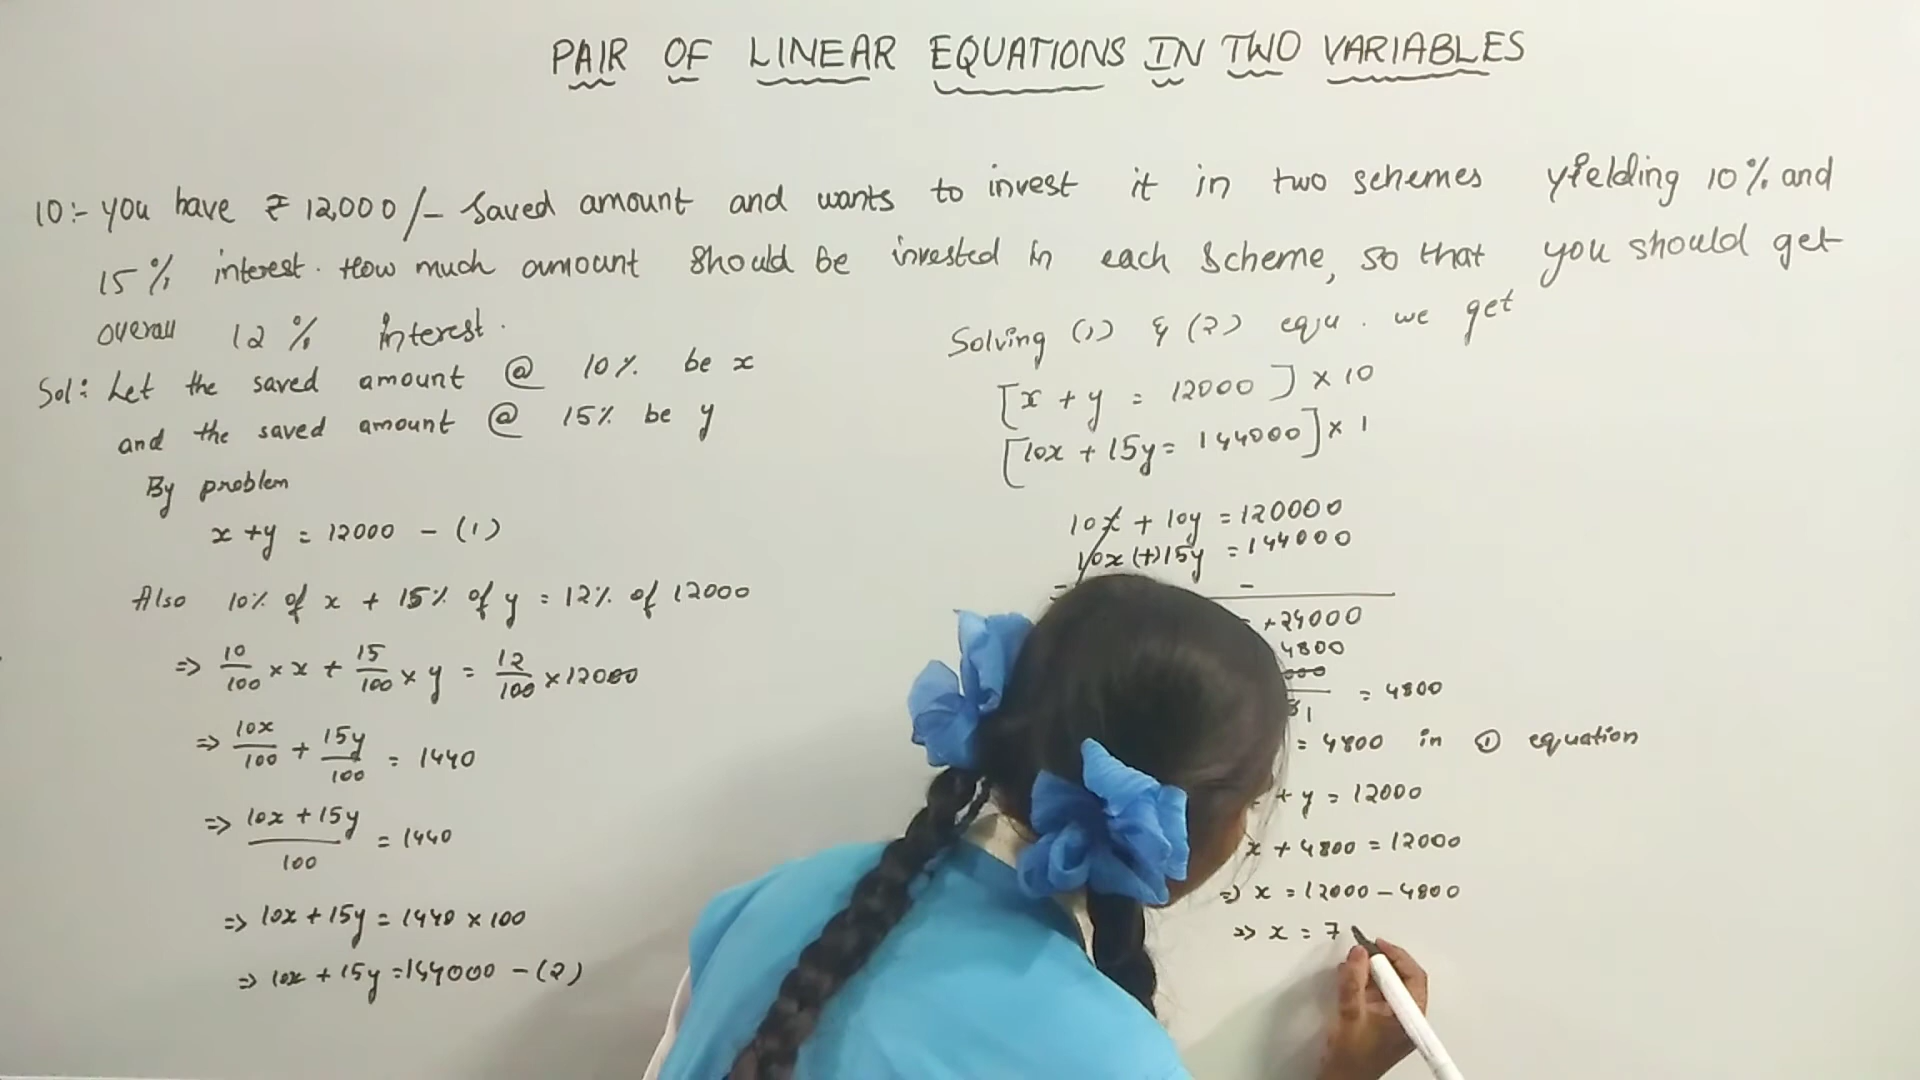 PAIR OF LINEAR EQUATIONS IN TWO VARIABLES
10:- you have ₹ 12,000/- saved amount and wants to invest it in two schemes yielding 10% and
15% interest. How much amount should be invested in each scheme, so that you should get
overall 12% interest.
Sol: Let the saved amount @ 10% be x
and the saved amount @ 15% be y
By problem
x + y = 12000 - (1)
Also 10% of x + 15% of y = 12% of 12000
=> 10/100 × x + 15/100 × y = 12/100 × 12000
=> 10x/100 + 15y/100 = 1440
=> 10x + 15y/100 = 1440
=> 10x + 15y = 1440 × 100
=> 10x + 15y = 144000 - (2)
Solving (1) & (2) equ. we get
[x + y = 12000] × 10
[10x + 15y = 144000] × 1
10x + 10y = 120000
10x (+) 15y = 144000
- -
+24000
4800
= 4800
= 4800 in ① equation
+ y = 12000
x + 4800 = 12000
=> x = 12000 - 4800
=> x = 7